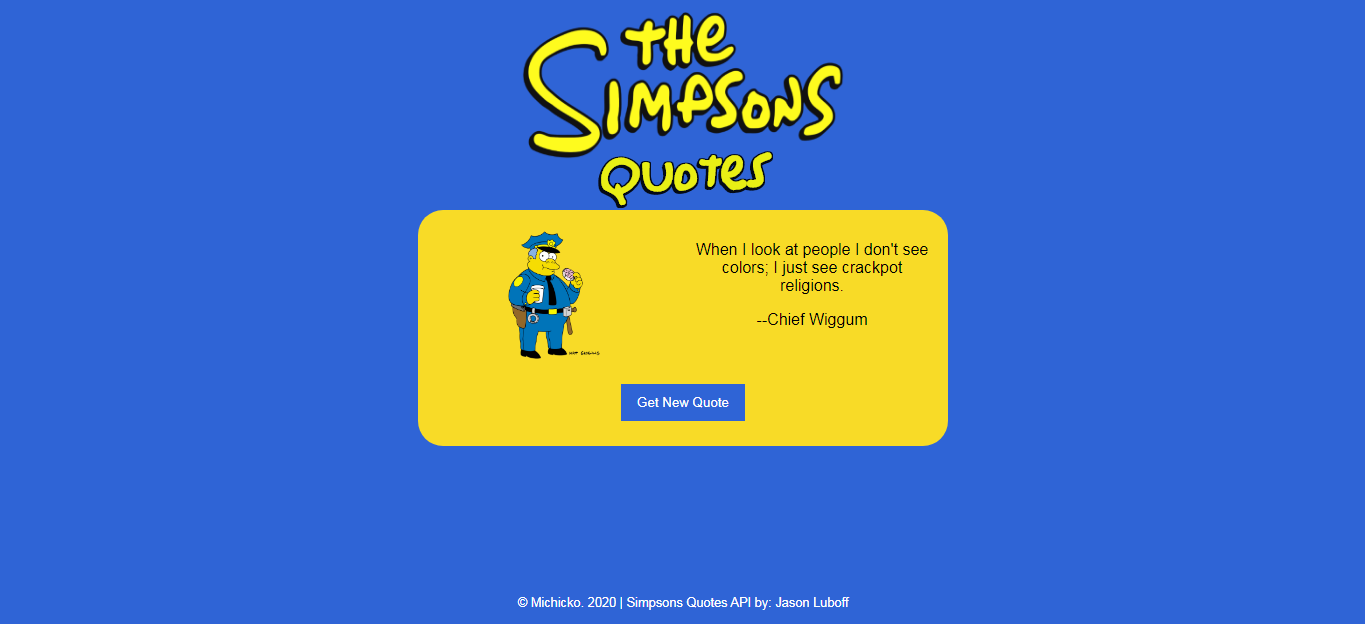 THE
SIMPSONS
QUOTES
When I look at people I don't see
colors; I just see crackpot
religions.
--Chief Wiggum
Get New Quote
© Michicko. 2020 | Simpsons Quotes API by: Jason Luboff